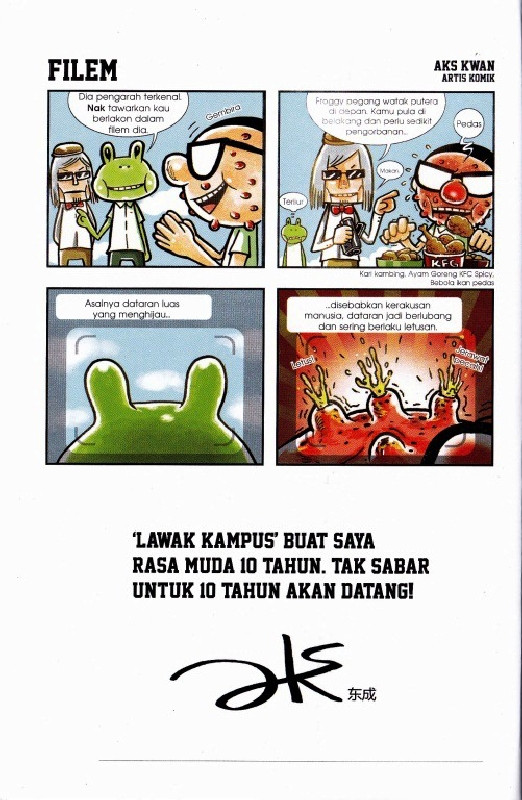 FILEM
AKS KWAN
ARTIS KOMIK
Dia pengarah terkenal.
Nak tawarkan kau
berlakan dalam
filem dia.
Gembira
Froggy pegang watak putera
di depan. Kamu pula di
belakang dan perlu sedikit
pengorbanan..
Makan..
Pedas
Terliur
KFG
Kari kambing, Ayam Goreng KFC Spicy,
Bebola ikan pedas
Asalnya dataran luas
yang menghijau..
..disebabkan kerakusan
manusia, dataran jadi berlubang
dian sering berlaku letusan.
Letus!
Jerawat
'LAWAK KAMPUS' BUAT SAYA
RASA MUDA 10 TAHUN. TAK SABAR
UNTUK 10 TAHUN AKAN DATANG!
aks
东成